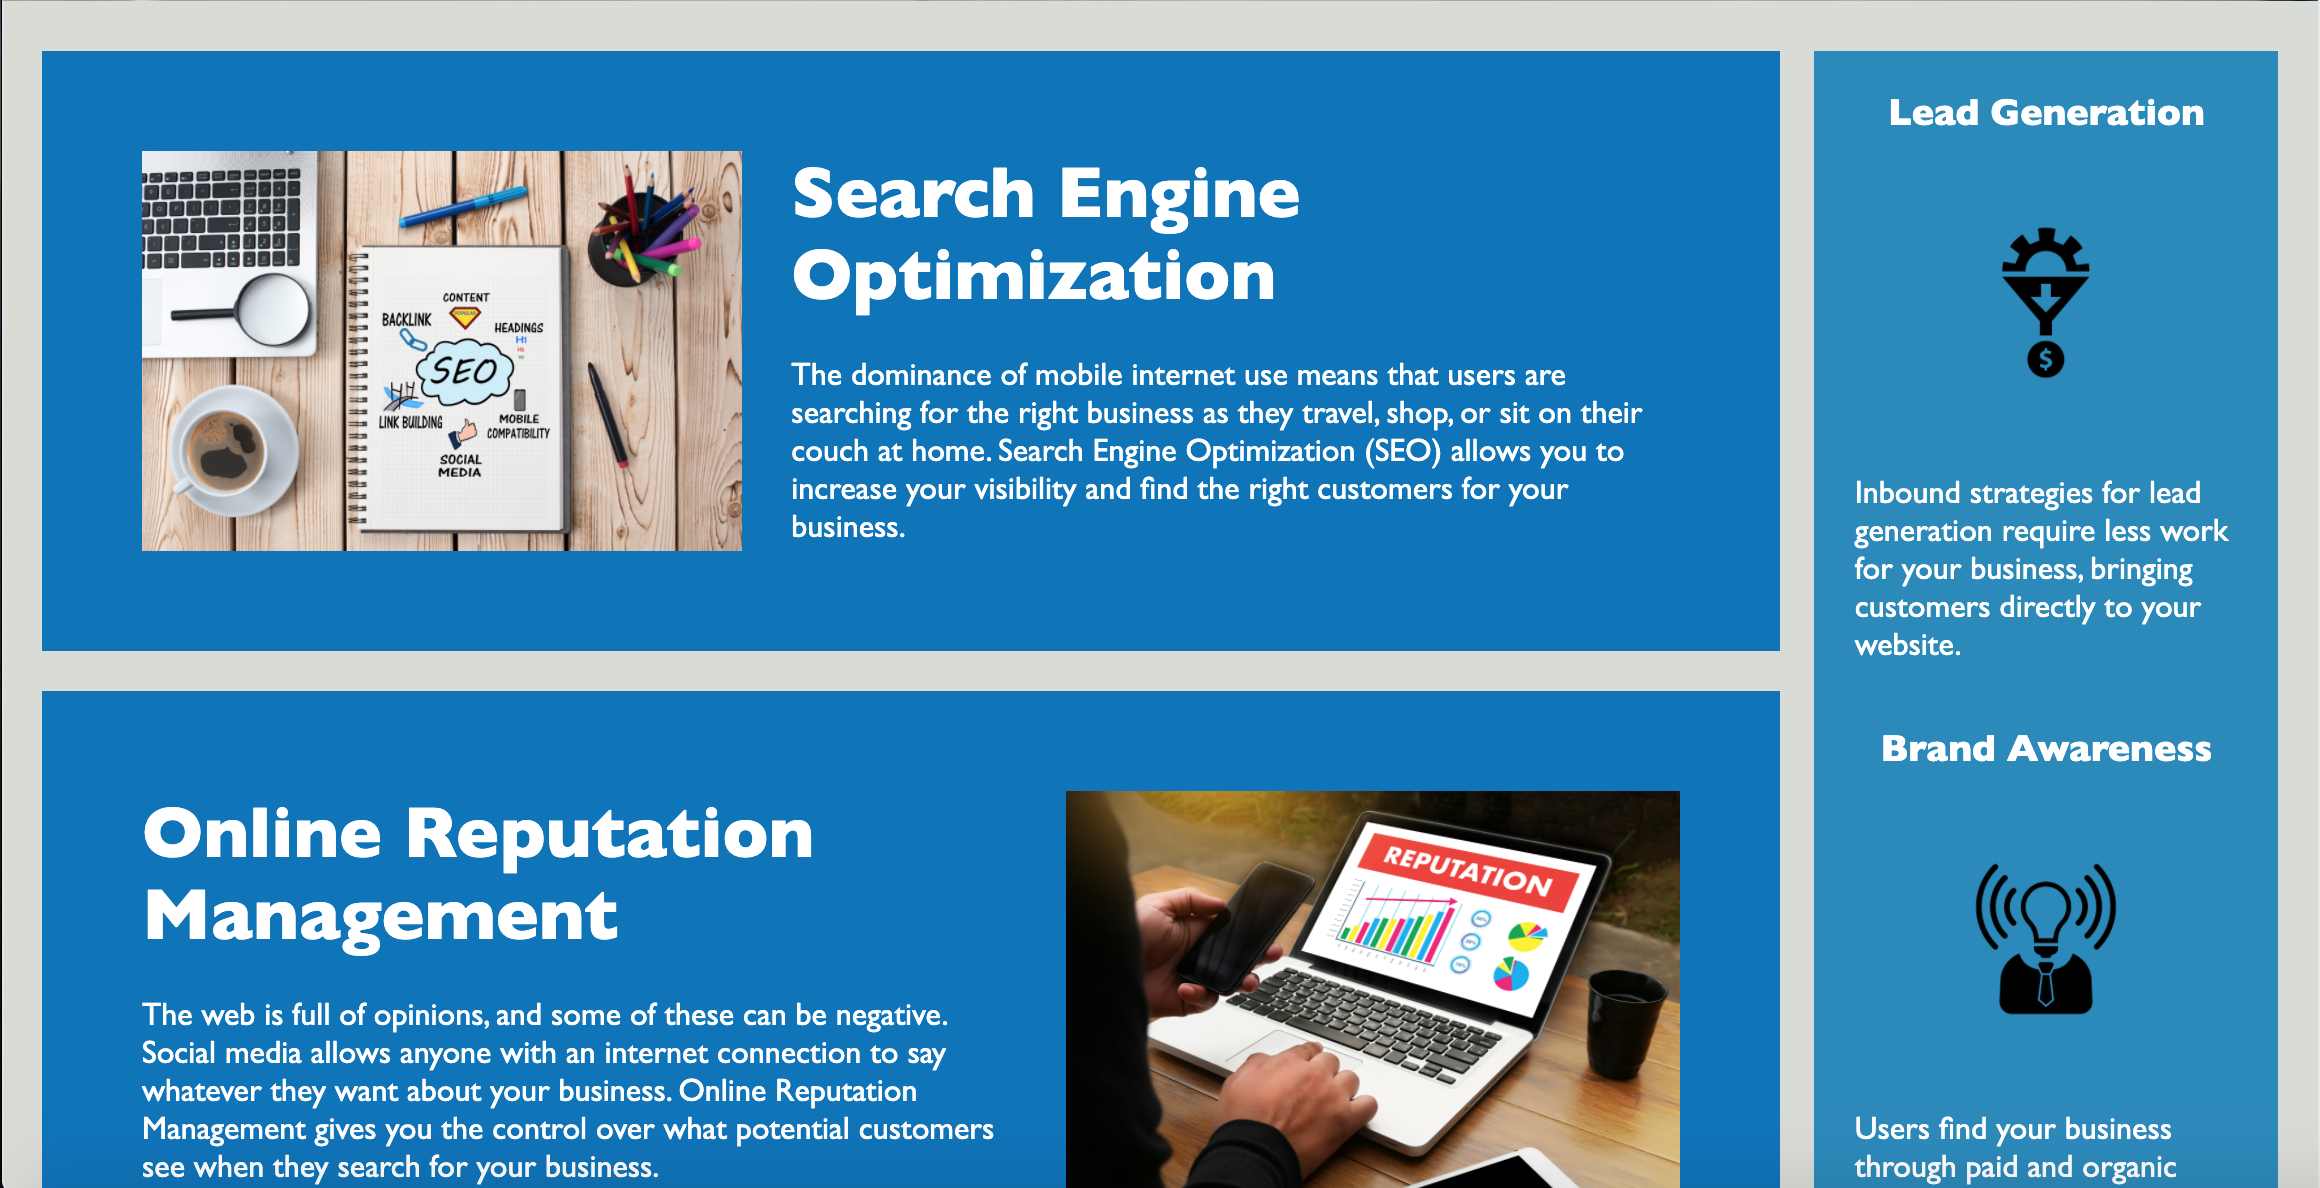 Search Engine
Optimization
The dominance of mobile internet use means that users are
searching for the right business as they travel, shop, or sit on their
couch at home. Search Engine Optimization (SEO) allows you to
increase your visibility and find the right customers for your
business.
CONTENT
POPULAR
BACKLINK
HEADINGS
H1
H2
H3
SEO
LINK BUILDING
MOBILE
COMPATIBILITY
SOCIAL
MEDIA
Online Reputation
Management
The web is full of opinions, and some of these can be negative.
Social media allows anyone with an internet connection to say
whatever they want about your business. Online Reputation
Management gives you the control over what potential customers
see when they search for your business.
REPUTATION
Lead Generation
$
Inbound strategies for lead
generation require less work
for your business, bringing
customers directly to your
website.
Brand Awareness
Users find your business
through paid and organic